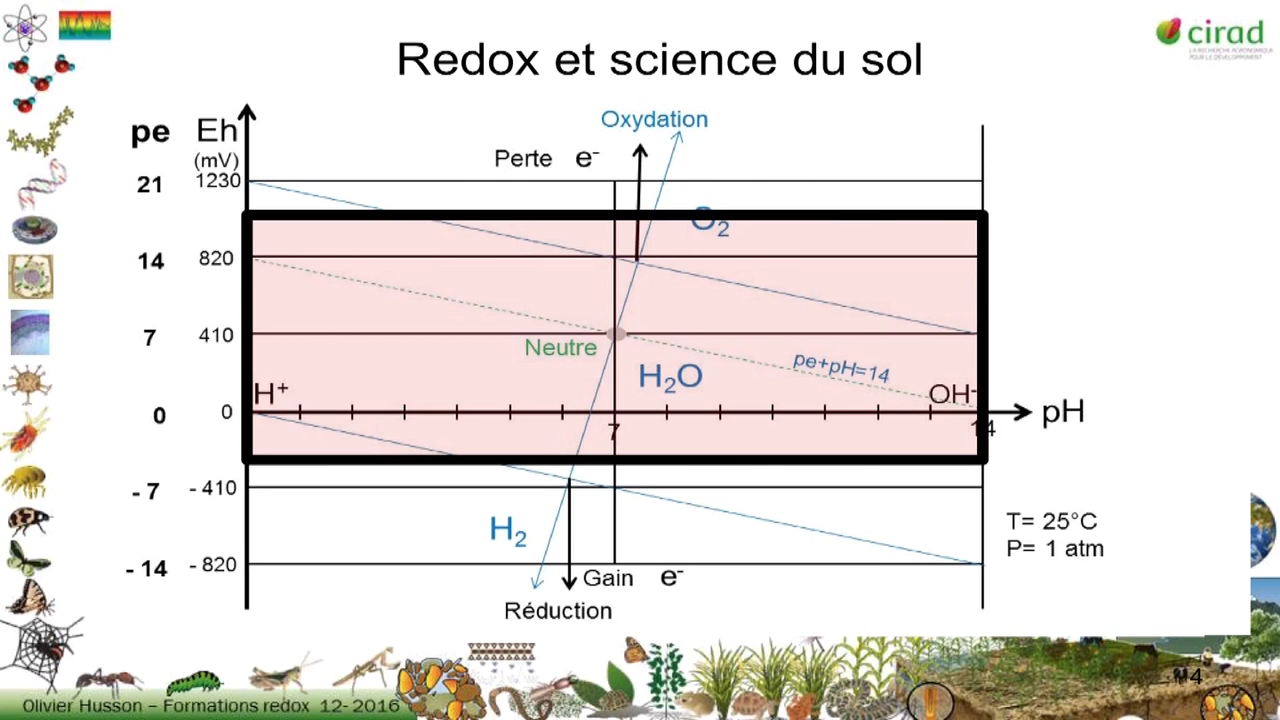 cirad
LA RECHERCHE AGRONOMIQUE
POUR LE DÉVELOPPEMENT
Redox et science du sol
Oxydation
pe Eh
(mV)
Perte e-
21 1230
O2
14 820
7 410
Neutre
pe+pH=14
H2O
H+
OH-
0 0
pH
7
14
- 7 - 410
H2
T= 25°C
P= 1 atm
- 14 - 820
Gain e-
Réduction
4
Olivier Husson – Formations redox 12- 2016